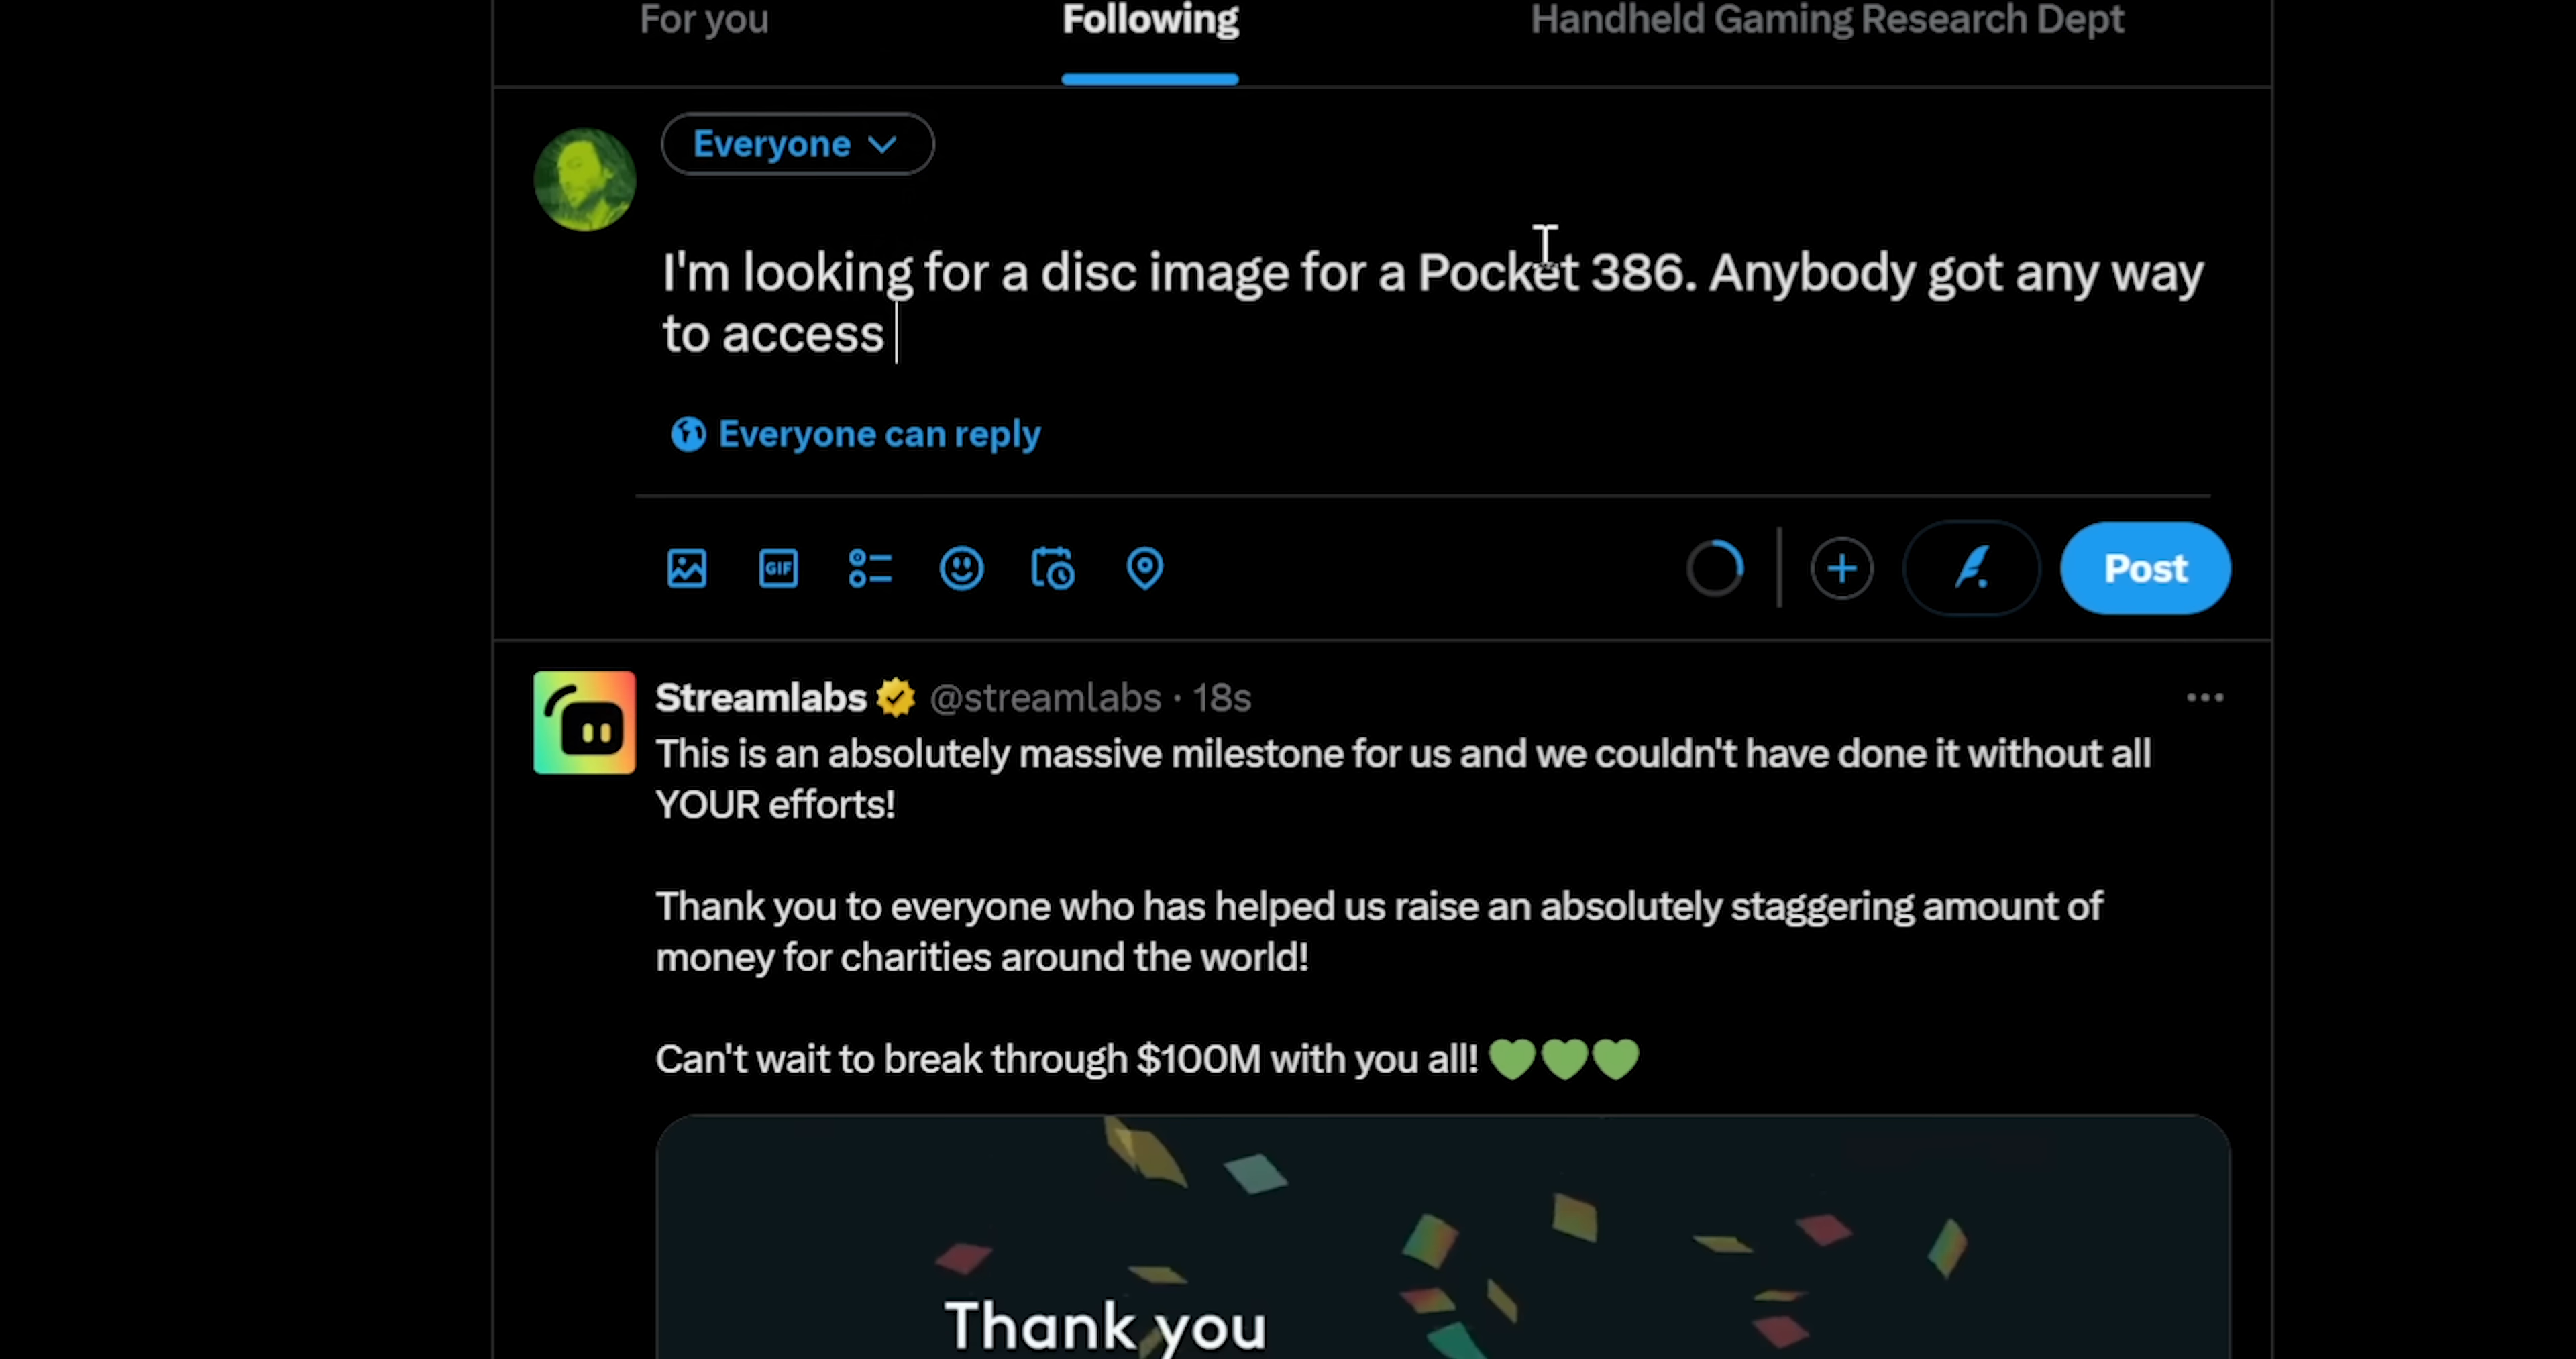 For you Following Handheld Gaming Research Dept
Everyone
I'm looking for a disc image for a Pocket 386. Anybody got any way
to access
Everyone can reply
GIF
Post
Streamlabs @streamlabs · 18s
This is an absolutely massive milestone for us and we couldn't have done it without all
YOUR efforts!
Thank you to everyone who has helped us raise an absolutely staggering amount of
money for charities around the world!
Can't wait to break through $100M with you all! 💚💚💚
Thank you